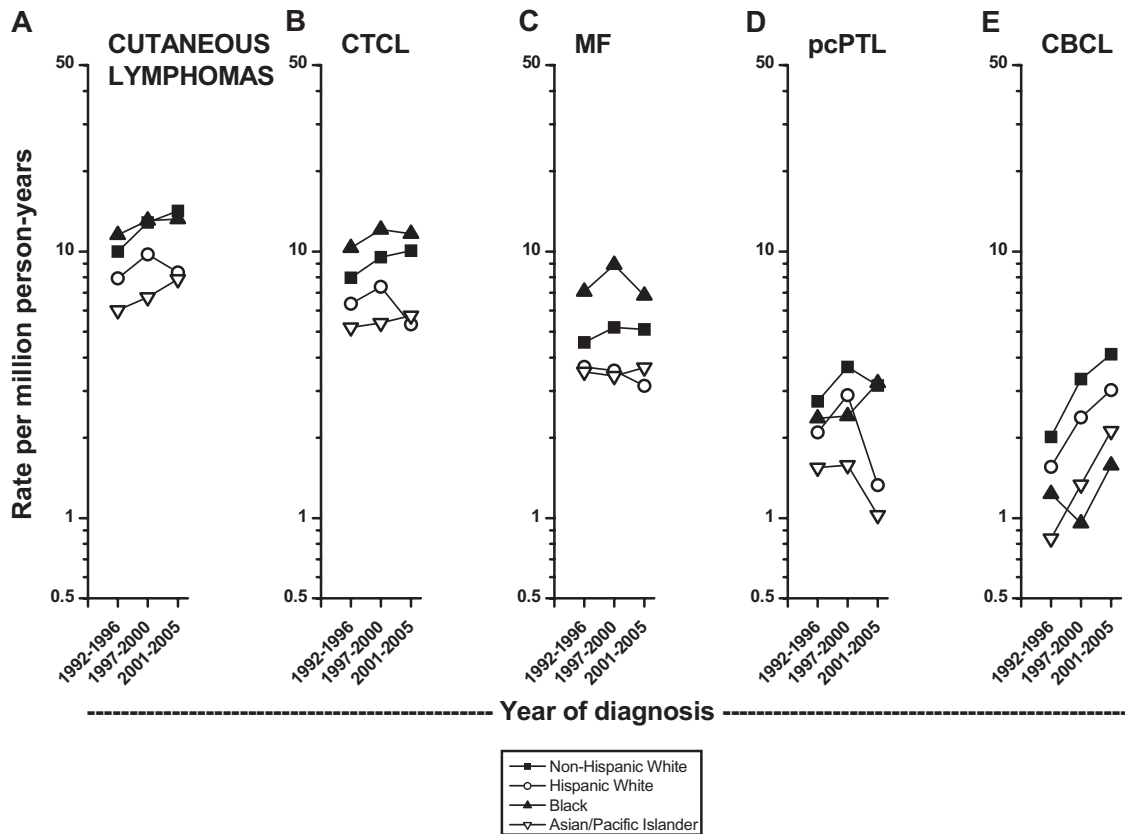 A
CUTANEOUS
LYMPHOMAS
B
CTCL
C
MF
D
pcPTL
E
CBCL
Rate per million person-years
50
10
1
0.5
1992-1996
1997-2000
2001-2005
50
10
1
0.5
1992-1996
1997-2000
2001-2005
50
10
1
0.5
1992-1996
1997-2000
2001-2005
50
10
1
0.5
1992-1996
1997-2000
2001-2005
50
10
1
0.5
1992-1996
1997-2000
2001-2005
Year of diagnosis
Non-Hispanic White
Hispanic White
Black
Asian/Pacific Islander